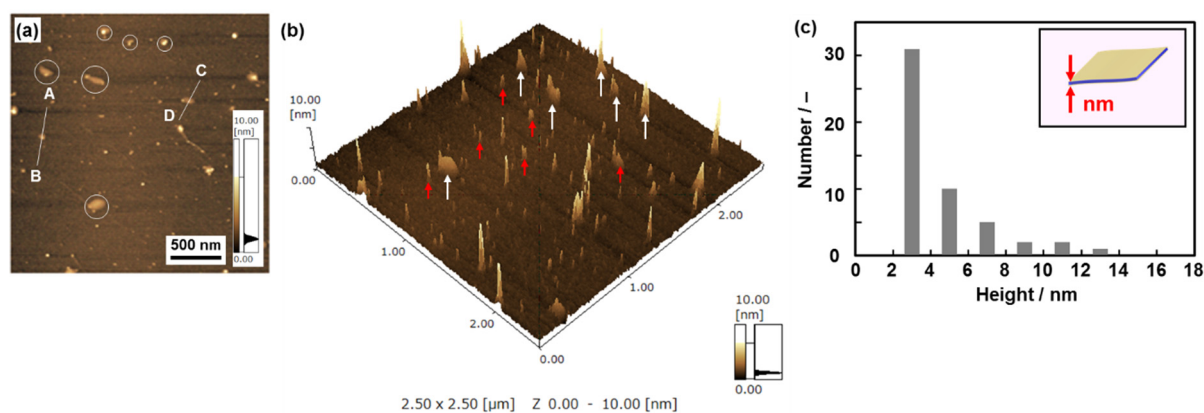 (a)
A
B
C
D
10.00
[nm]
0.00
500 nm
(b)
10.00
[nm]
0.00
1.00
2.00
0.00
1.00
2.00
10.00
[nm]
0.00
2.50 x 2.50 [µm] Z 0.00 - 10.00 [nm]
(c)
Number / –
30
20
10
0
0 2 4 6 8 10 12 14 16 18
Height / nm
nm